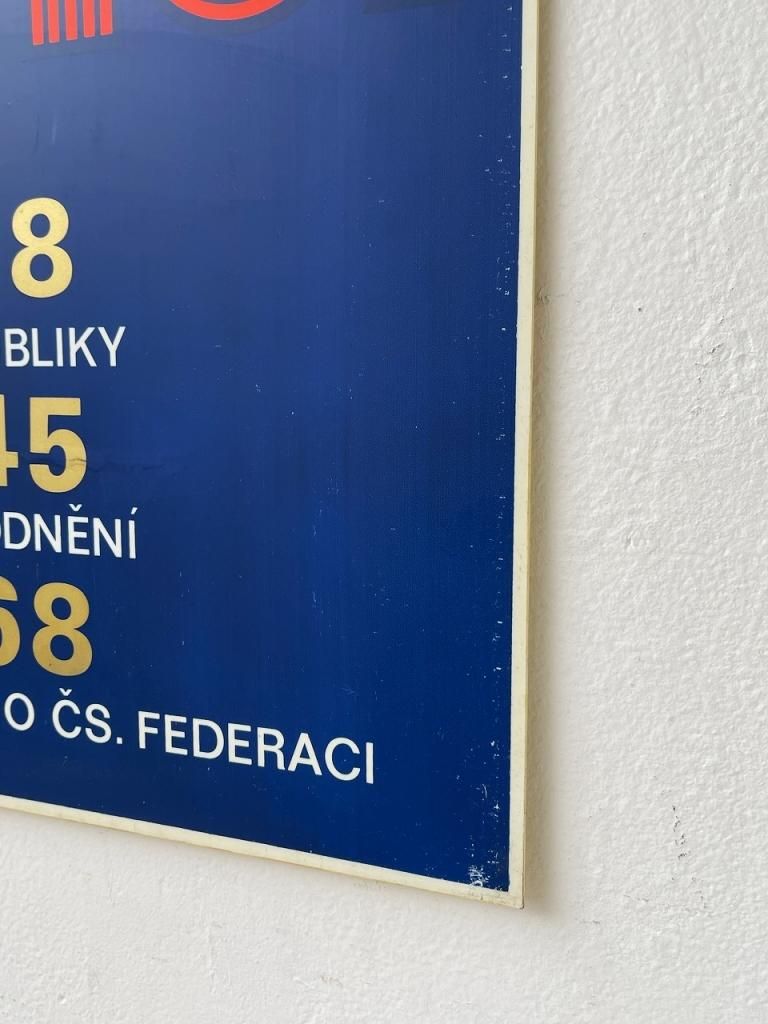 8
BLIKY
45
ODNĚNÍ
68
O ČS. FEDERACI